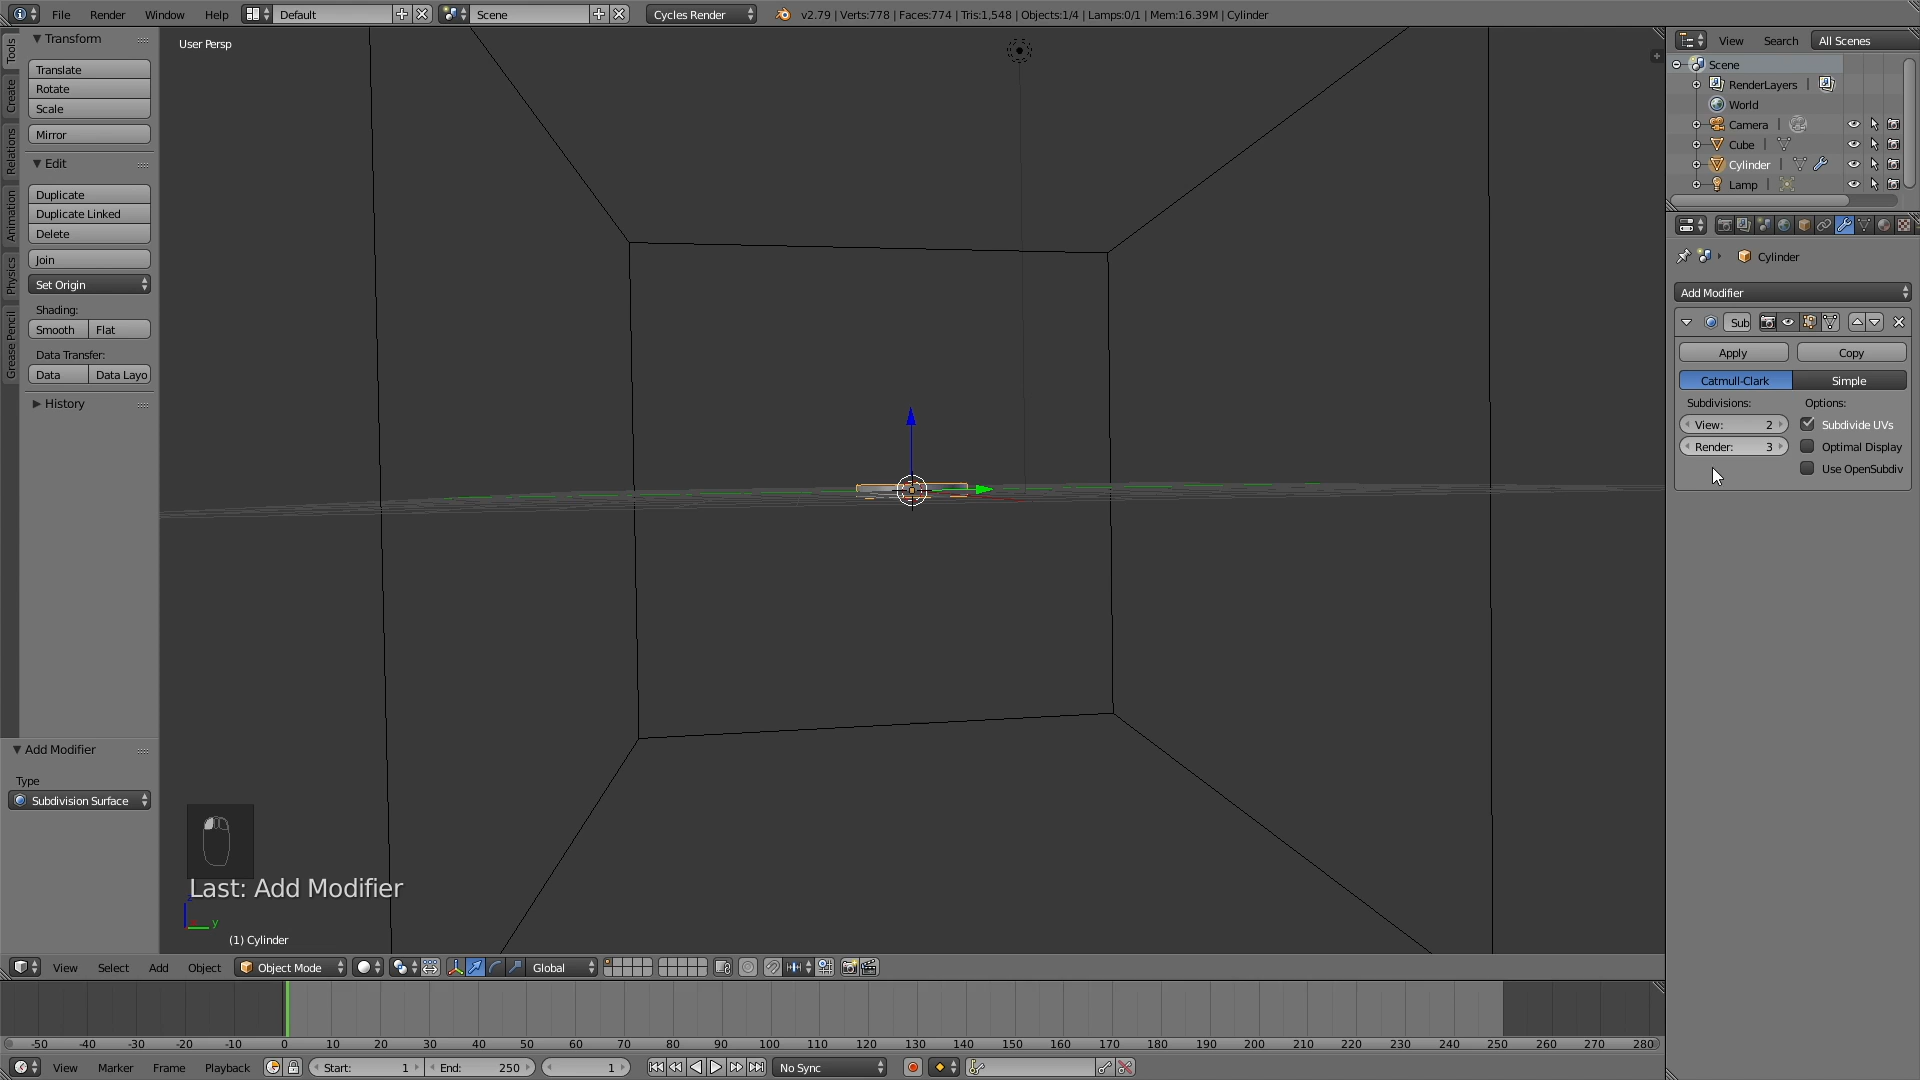 File Render Window Help Default Scene Cycles Render v2.79 | Verts:778 | Faces:774 | Tris:1,548 | Objects:1/4 | Lamps:0/1 | Mem:16.39M | Cylinder
Tools
Create
Relations
Animation
Physics
Grease Pencil
Transform
Translate
Rotate
Scale
Mirror
Edit
Duplicate
Duplicate Linked
Delete
Join
Set Origin
Shading:
Smooth Flat
Data Transfer:
Data Data Layo
History
Add Modifier
Type
Subdivision Surface
User Persp
Last: Add Modifier
y
(1) Cylinder
View Select Add Object Object Mode Global
-50 -40 -30 -20 -10 0 10 20 30 40 50 60 70 80 90 100 110 120 130 140 150 160 170 180 190 200 210 220 230 240 250 260 270 280
View Marker Frame Playback Start: 1 End: 250 1 No Sync
View Search All Scenes
Scene
RenderLayers |
World
Camera |
Cube |
Cylinder |
Lamp |
Cylinder
Add Modifier
Sub
Apply Copy
Catmull-Clark Simple
Subdivisions: Options:
View: 2 Subdivide UVs
Render: 3 Optimal Display
Use OpenSubdiv